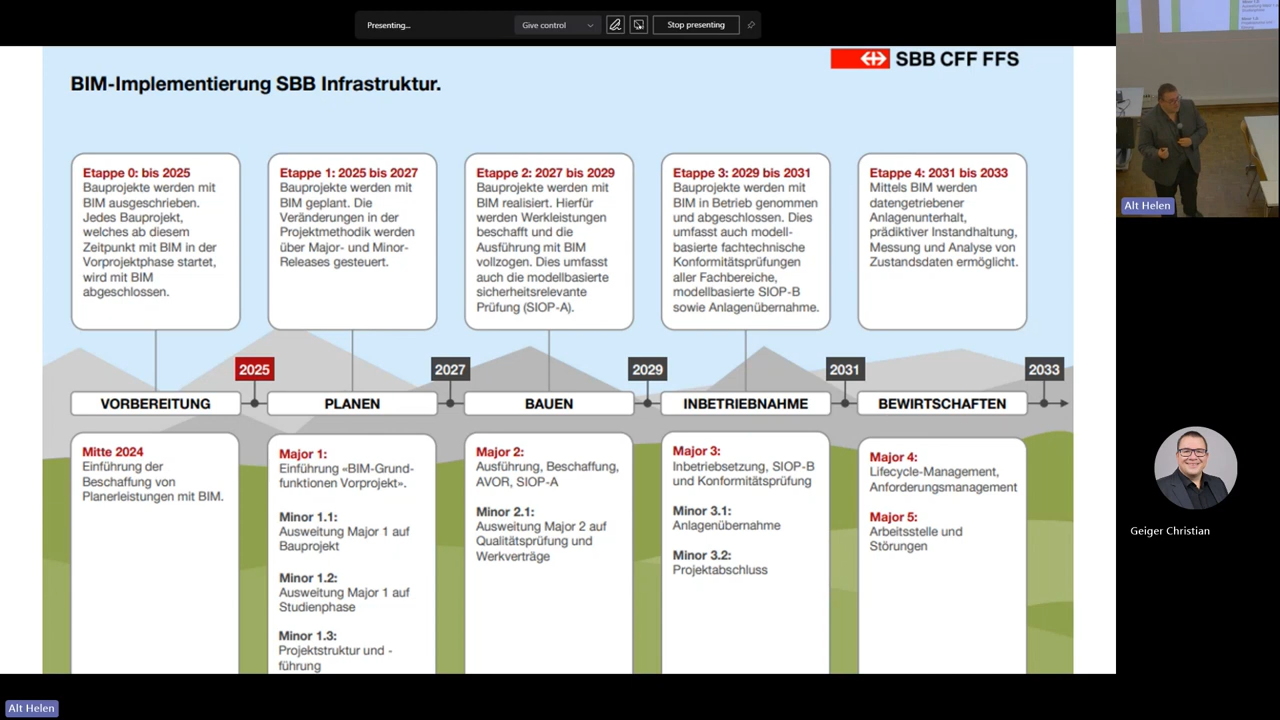 Presenting...
Give control
Stop presenting
SBB CFF FFS
BIM-Implementierung SBB Infrastruktur.
Etappe 0: bis 2025
Bauprojekte werden mit
BIM ausgeschrieben.
Jedes Bauprojekt,
welches ab diesem
Zeitpunkt mit BIM in der
Vorprojektphase startet,
wird mit BIM
abgeschlossen.
Etappe 1: 2025 bis 2027
Bauprojekte werden mit
BIM geplant. Die
Veränderungen in der
Projektmethodik werden
über Major- und Minor-
Releases gesteuert.
Etappe 2: 2027 bis 2029
Bauprojekte werden mit
BIM realisiert. Hierfür
werden Werkleistungen
beschafft und die
Ausführung mit BIM
vollzogen. Dies umfasst
auch die modellbasierte
sicherheitsrelevante
Prüfung (SIOP-A).
Etappe 3: 2029 bis 2031
Bauprojekte werden mit
BIM in Betrieb genommen
und abgeschlossen. Dies
umfasst auch modell-
basierte fachtechnische
Konformitätsprüfungen
aller Fachbereiche,
modellbasierte SIOP-B
sowie Anlagenübernahme.
Etappe 4: 2031 bis 2033
Mittels BIM werden
datengetriebener
Anlagenunterhalt,
prädiktiver Instandhaltung,
Messung und Analyse von
Zustandsdaten ermöglicht.
2025
2027
2029
2031
2033
VORBEREITUNG
PLANEN
BAUEN
INBETRIEBNAHME
BEWIRTSCHAFTEN
Mitte 2024
Einführung der
Beschaffung von
Planerleistungen mit BIM.
Major 1:
Einführung «BIM-Grund-
funktionen Vorprojekt».
Minor 1.1:
Ausweitung Major 1 auf
Bauprojekt
Minor 1.2:
Ausweitung Major 1 auf
Studienphase
Minor 1.3:
Projektstruktur und -
führung
Major 2:
Ausführung, Beschaffung,
AVOR, SIOP-A
Minor 2.1:
Ausweitung Major 2 auf
Qualitätsprüfung und
Werkverträge
Major 3:
Inbetriebsetzung, SIOP-B
und Konformitätsprüfung
Minor 3.1:
Anlagenübernahme
Minor 3.2:
Projektabschluss
Major 4:
Lifecycle-Management,
Anforderungsmanagement
Major 5:
Arbeitsstelle und
Störungen
Alt Helen
Geiger Christian
Alt Helen